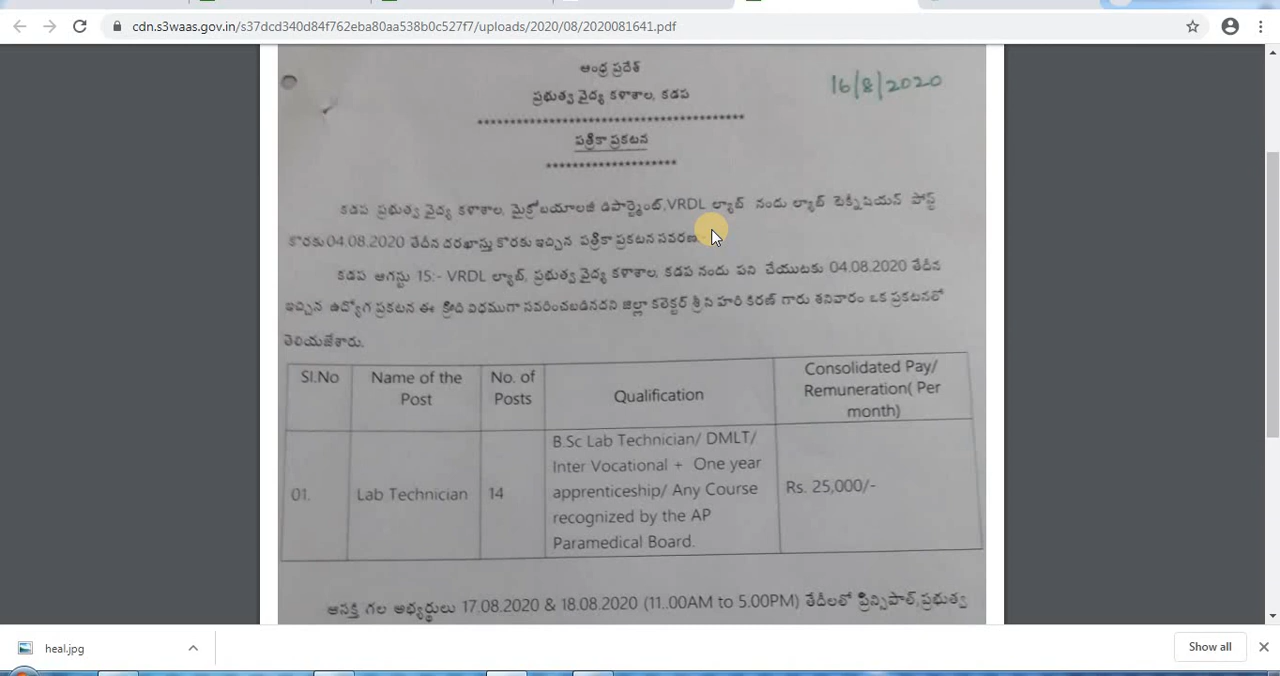 cdn.s3waas.gov.in/s37dcd340d84f762eba80aa538b0c527f7/uploads/2020/08/2020081641.pdf
ఆంధ్ర ప్రదేశ్
16/8/2020
ప్రభుత్వ వైద్య కళాశాల, కడప
******************************************
పత్రికా ప్రకటన
********************
కడప ప్రభుత్వ వైద్య కళాశాల, మైక్రోబయాలజీ డిపార్ట్మెంట్,VRDL ల్యాబ్ నందు ల్యాబ్ టెక్నీషియన్ పోస్ట్
కొరకు04.08.2020 తేదీన దరఖాస్తు కొరకు ఇచ్చిన పత్రికా ప్రకటన సవరణ
కడప ఆగస్టు 15:- VRDL ల్యాబ్, ప్రభుత్వ వైద్య కళాశాల, కడప నందు పని చేయుటకు 04.08.2020 తేదీన
ఇచ్చిన ఉద్యోగ ప్రకటన ఈ క్రింది విధముగా సవరించబడినదని జిల్లా కలెక్టర్ శ్రీ సి హరి కిరణ్ గారు శనివారం ఒక ప్రకటనలో
తెలియజేశారు.
Sl.No
Name of the Post
No. of Posts
Qualification
Consolidated Pay/ Remuneration( Per month)
01.
Lab Technician
14
B.Sc Lab Technician/ DMLT/
Inter Vocational + One year
apprenticeship/ Any Course
recognized by the AP
Paramedical Board.
Rs. 25,000/-
ఆసక్తి గల అభ్యర్థులు 17.08.2020 & 18.08.2020 (11..00AM to 5.00PM) తేదీలలో ప్రిన్సిపాల్,ప్రభుత్వ
heal.jpg
Show all